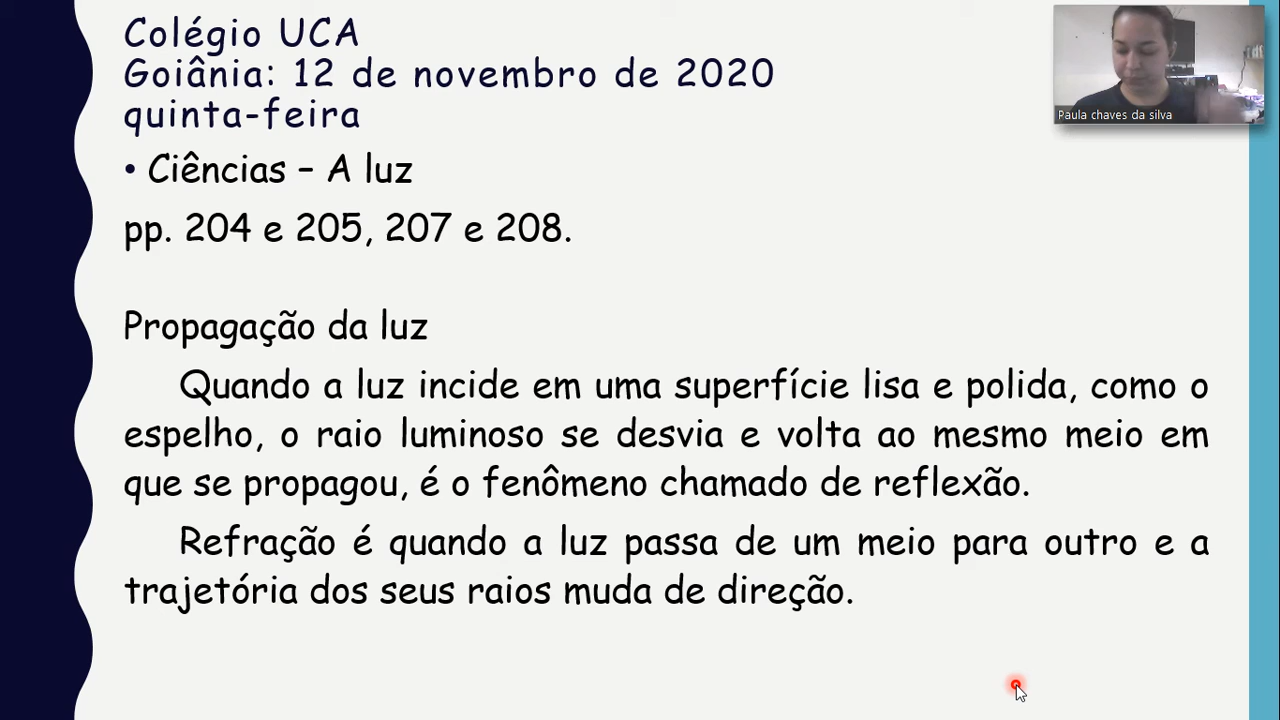 Colégio UCA
Goiânia: 12 de novembro de 2020
quinta-feira
Paula chaves da silva
• Ciências – A luz
pp. 204 e 205, 207 e 208.
Propagação da luz
Quando a luz incide em uma superfície lisa e polida, como o
espelho, o raio luminoso se desvia e volta ao mesmo meio em
que se propagou, é o fenômeno chamado de reflexão.
Refração é quando a luz passa de um meio para outro e a
trajetória dos seus raios muda de direção.